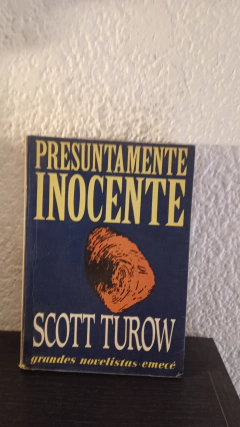 PRESUNTAMENTE
INOCENTE
SCOTT TUROW
grandes novelistas-emecé